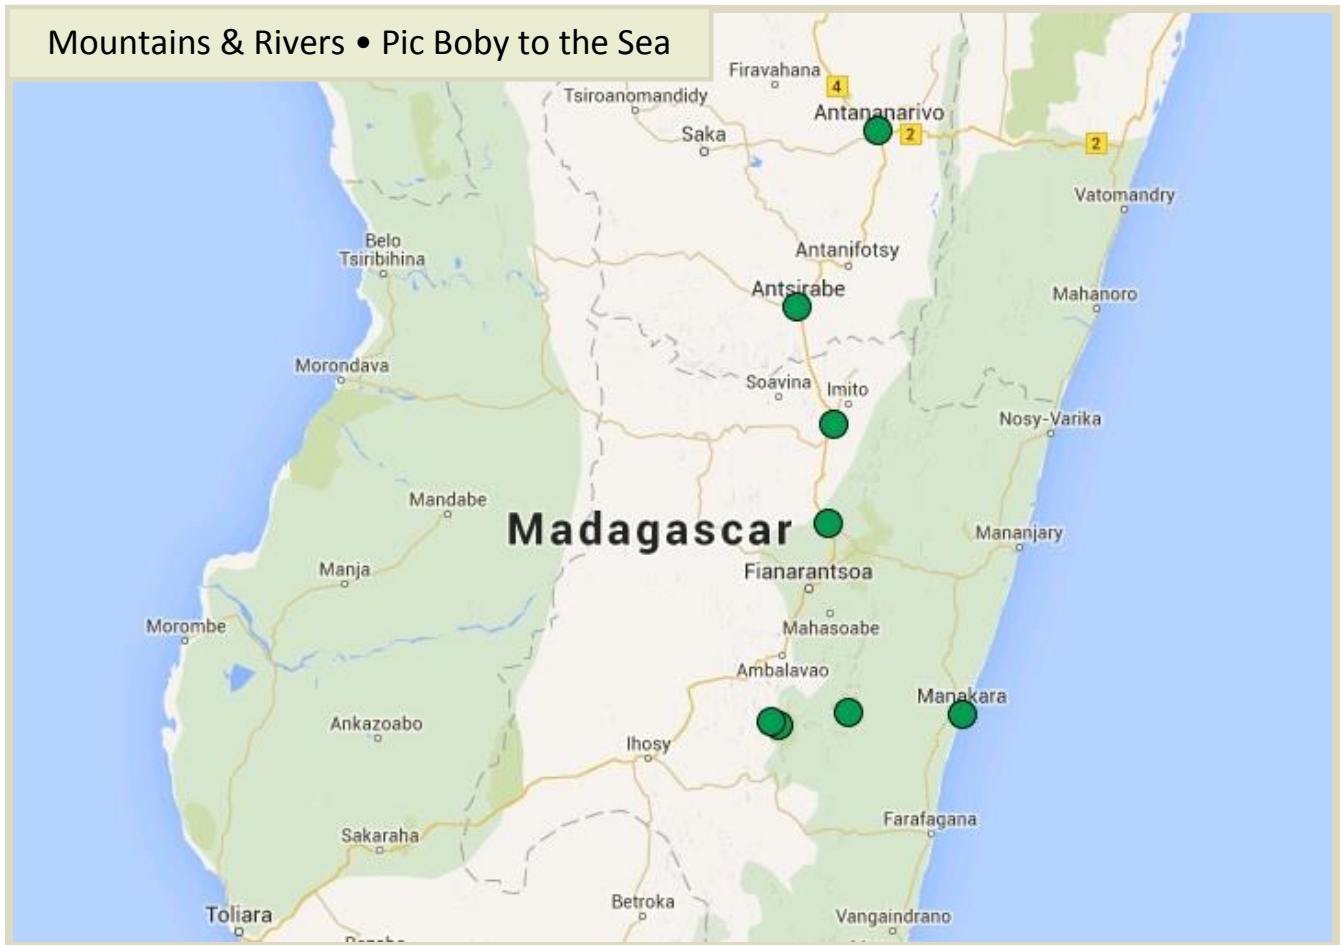 Mountains & Rivers • Pic Boby to the Sea
Firavahana
4
Tsiroanomandidy
Antananarivo
Saka
2
2
Vatomandry
Belo
Tsiribihina
Antanifotsy
Antsirabe
Mahanoro
Morondava
Soavina
Imito
Nosy-Varika
Mandabe
Madagascar
Mananjary
Manja
Fianarantsoa
Morombe
Mahasoabe
Ambalavao
Manakara
Ankazoabo
Ihosy
Farafagana
Sakaraha
Betroka
Toliara
Vangaindrano